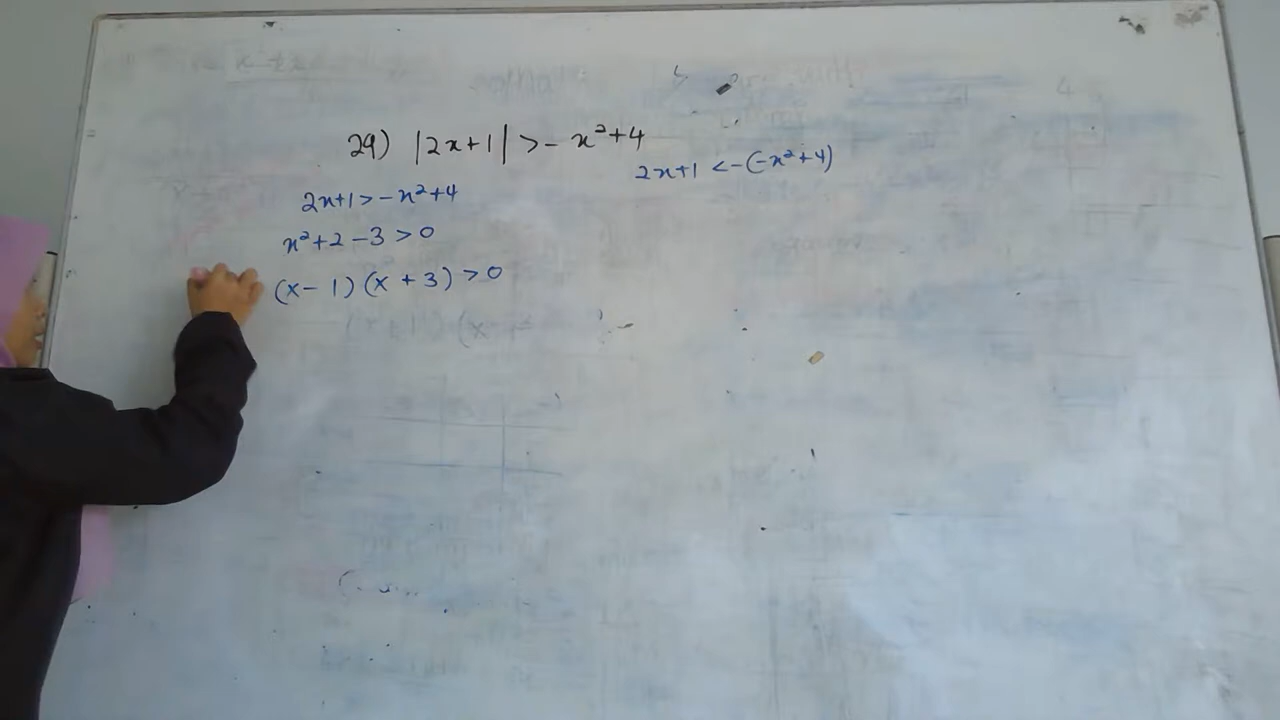 29) |2x+1| > - x²+4
2x+1 > -x²+4
x²+2 -3 > 0
(x- 1) (x + 3) > 0
2x+1 < -(-x²+4)